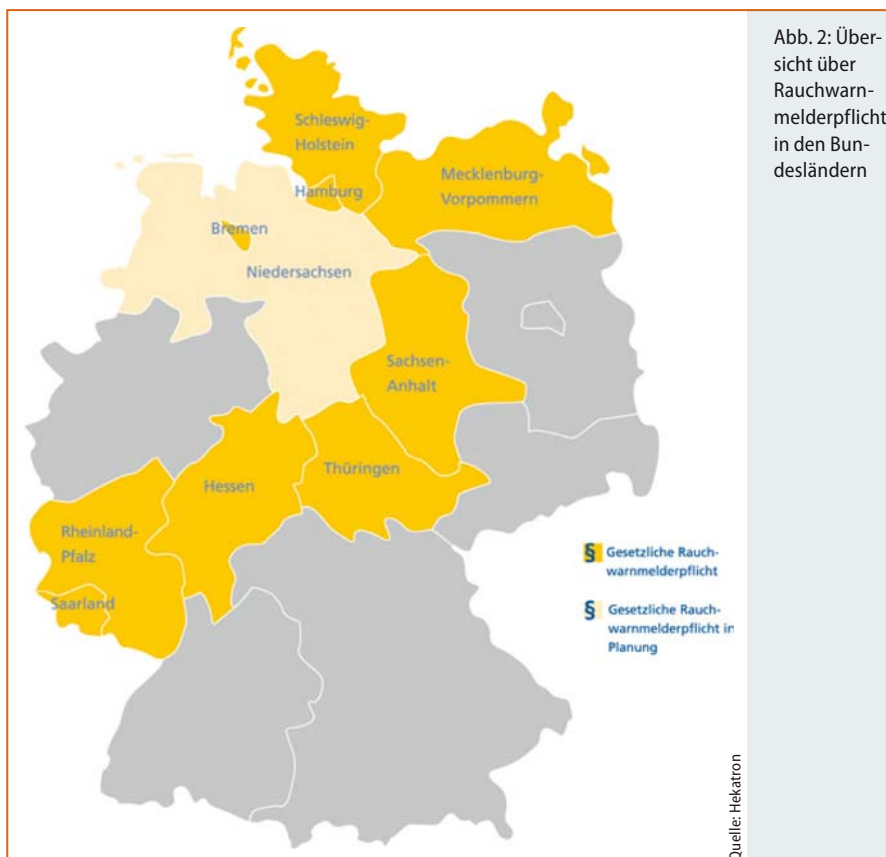 Abb. 2: Über-
sicht über
Rauchwarn-
melderpflicht
in den Bun-
desländern
Schleswig-
Holstein
Mecklenburg-
Vorpommern
Hamburg
Bremen
Niedersachsen
Sachsen-
Anhalt
Thüringen
Hessen
Rheinland-
Pfalz
Saarland
§ Gesetzliche Rauch-
warnmelderpflicht
§ Gesetzliche Rauch-
warnmelderpflicht in
Planung
Quelle: Hekatron